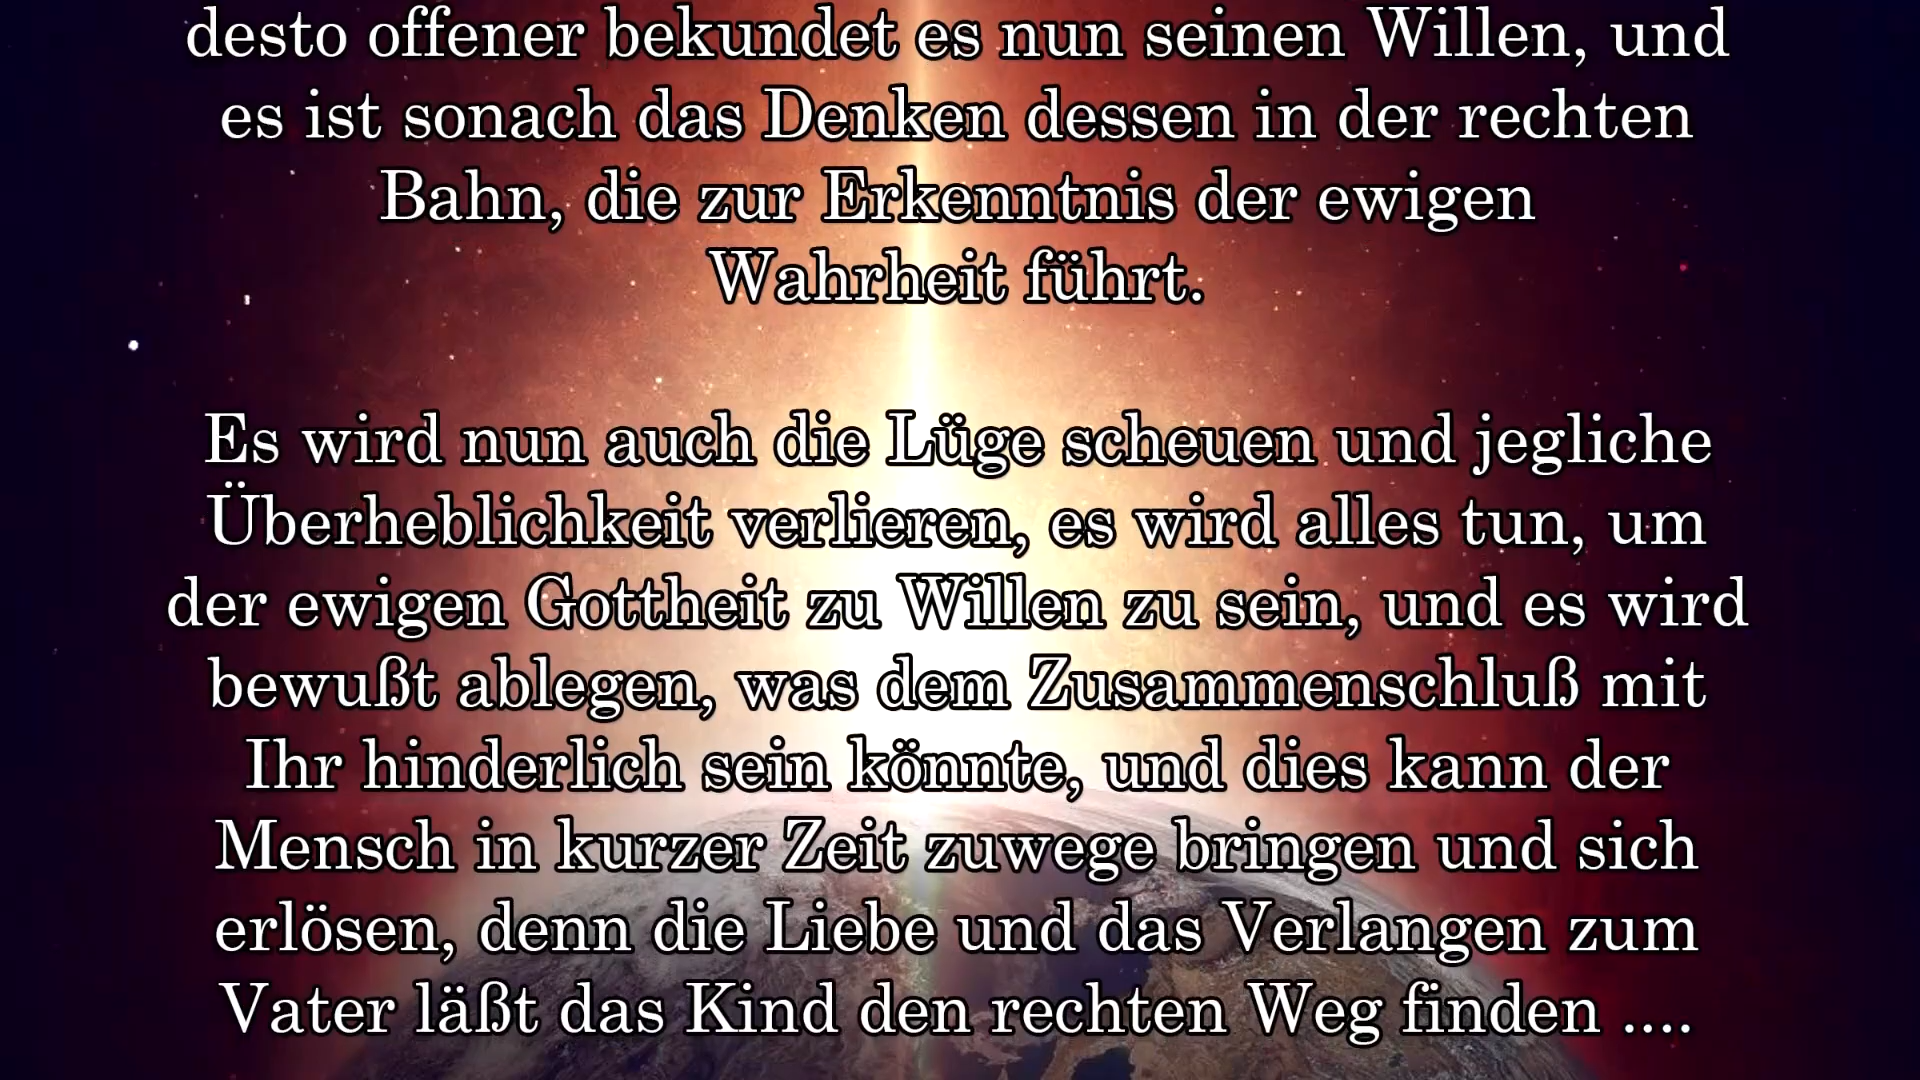 desto offener bekundet es nun seinen Willen, und
es ist sonach das Denken dessen in der rechten
Bahn, die zur Erkenntnis der ewigen
Wahrheit führt.
Es wird nun auch die Lüge scheuen und jegliche
Überheblichkeit verlieren, es wird alles tun, um
der ewigen Gottheit zu Willen zu sein, und es wird
bewußt ablegen, was dem Zusammenschluß mit
Ihr hinderlich sein könnte, und dies kann der
Mensch in kurzer Zeit zuwege bringen und sich
erlösen, denn die Liebe und das Verlangen zum
Vater läßt das Kind den rechten Weg finden ....